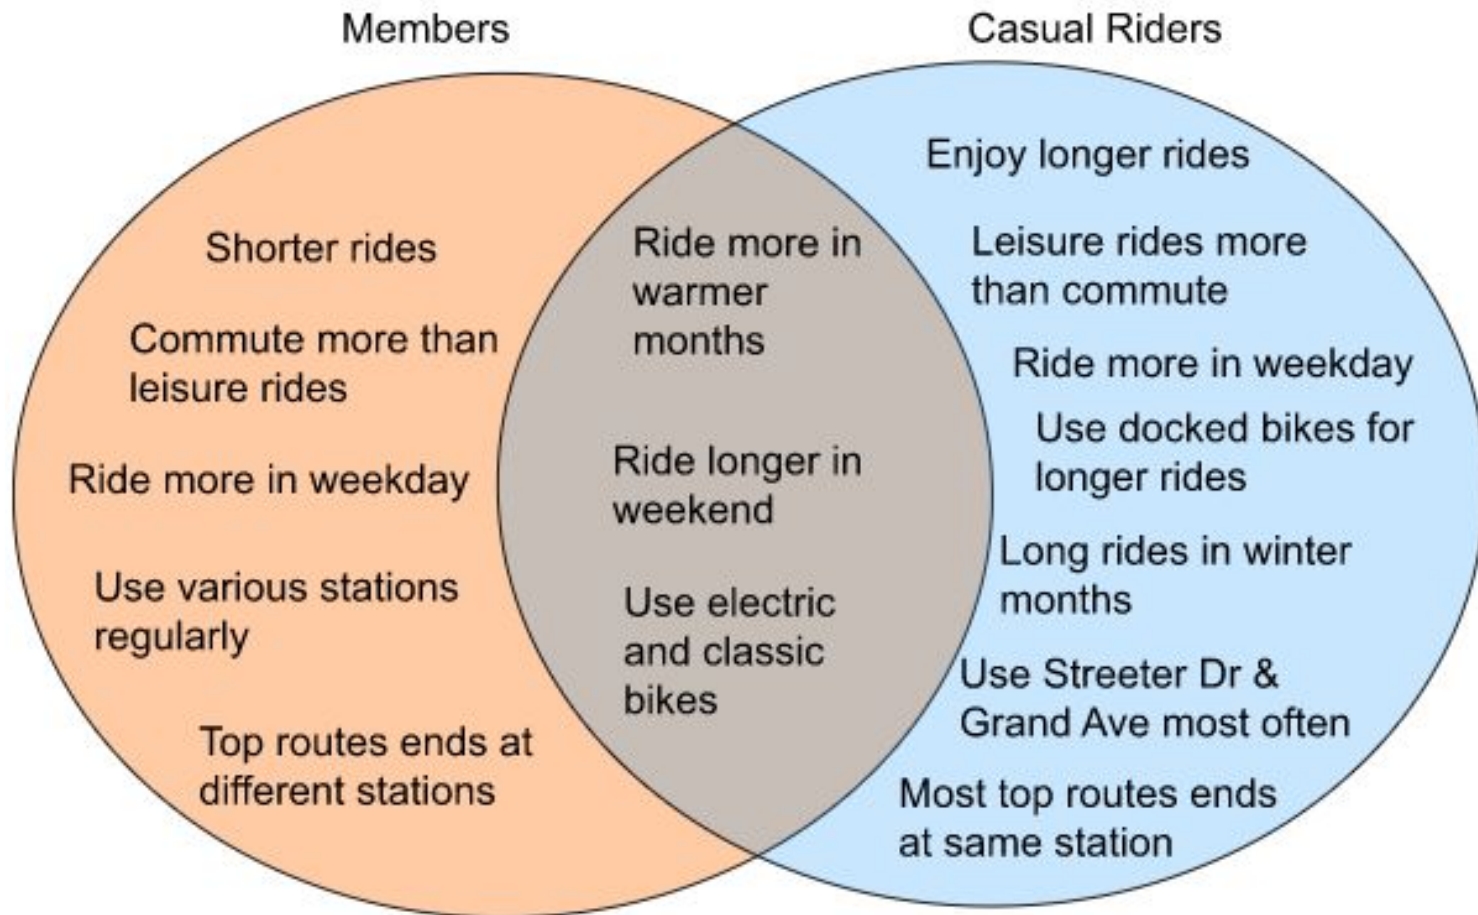 Members
Casual Riders
Shorter rides
Commute more than
leisure rides
Ride more in weekday
Use various stations
regularly
Top routes ends at
different stations
Ride more in
warmer
months
Ride longer in
weekend
Use electric
and classic
bikes
Enjoy longer rides
Leisure rides more
than commute
Ride more in weekday
Use docked bikes for
longer rides
Long rides in winter
months
Use Streeter Dr &
Grand Ave most often
Most top routes ends
at same station